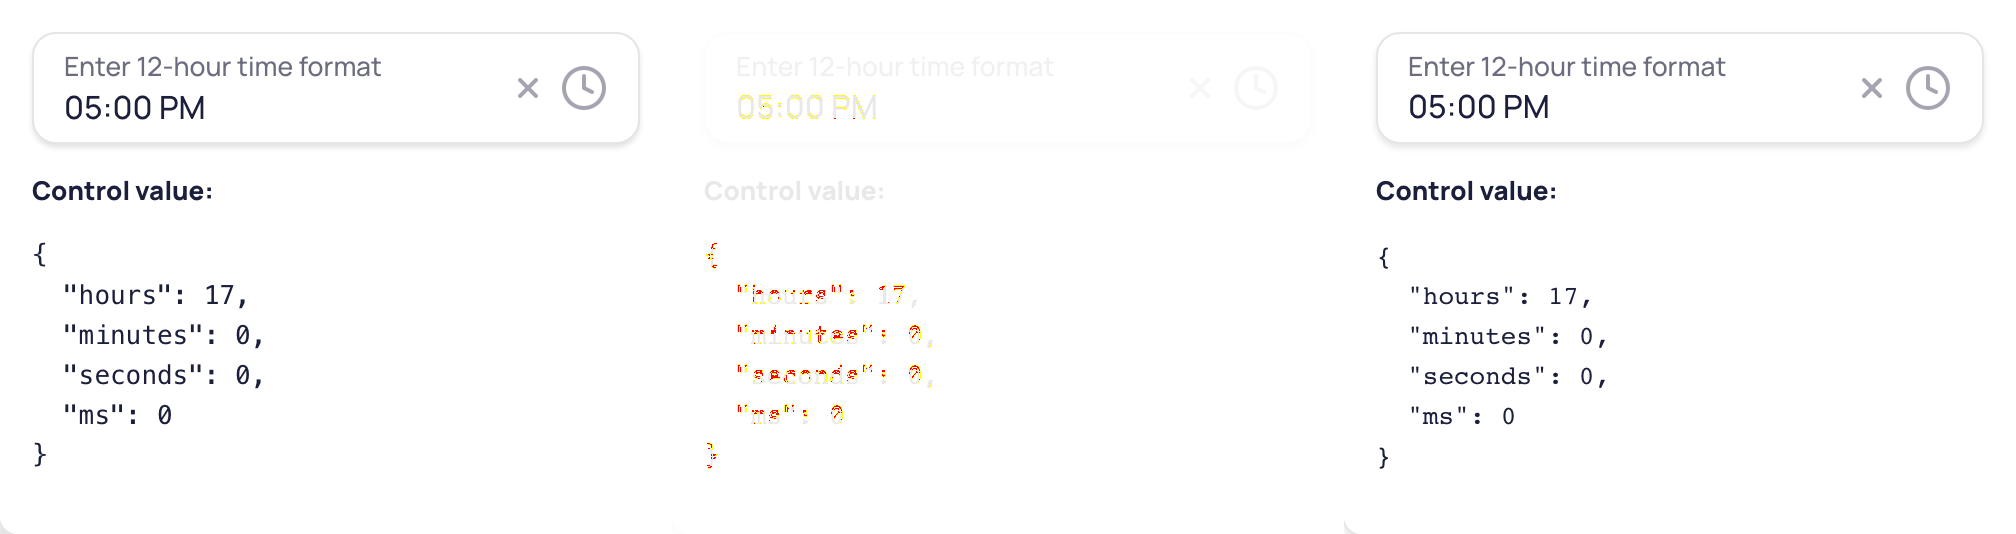 Enter 12-hour time format
05:00 PM
Control value:
{
"hours": 17,
"minutes": 0,
"seconds": 0,
"ms": 0
}
Enter 12-hour time format
05:00 PM
Control value:
{
"hours": 17,
"minutes": 0,
"seconds": 0,
"ms": 0
}
Enter 12-hour time format
05:00 PM
Control value:
{
"hours": 17,
"minutes": 0,
"seconds": 0,
"ms": 0
}